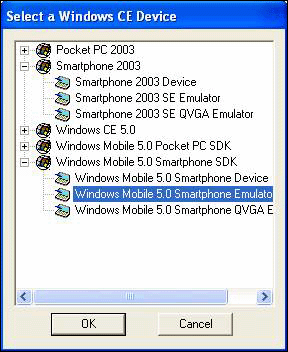 Select a Windows CE Device
Pocket PC 2003
Smartphone 2003
Smartphone 2003 Device
Smartphone 2003 SE Emulator
Smartphone 2003 SE QVGA Emulator
Windows CE 5.0
Windows Mobile 5.0 Pocket PC SDK
Windows Mobile 5.0 Smartphone SDK
Windows Mobile 5.0 Smartphone Device
Windows Mobile 5.0 Smartphone Emulato
Windows Mobile 5.0 Smartphone QVGA E
OK
Cancel